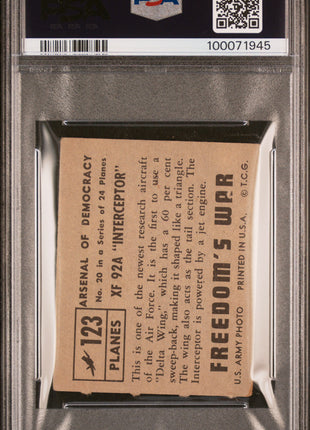 PSA
100071945
123
PLANES
ARSENAL OF DEMOCRACY
No. 20 in a Series of 24 Planes
XF 92A "INTERCEPTOR"
This is one of the newest research aircraft
of the Air Force. It is the first to use a
"Delta Wing," which has a 60 per cent
sweep-back, making it shaped like a triangle.
The wing also acts as the tail section. The
Interceptor is powered by a jet engine.
FREEDOM'S WAR
U.S. ARMY PHOTO PRINTED IN U.S.A. © T.C.G.